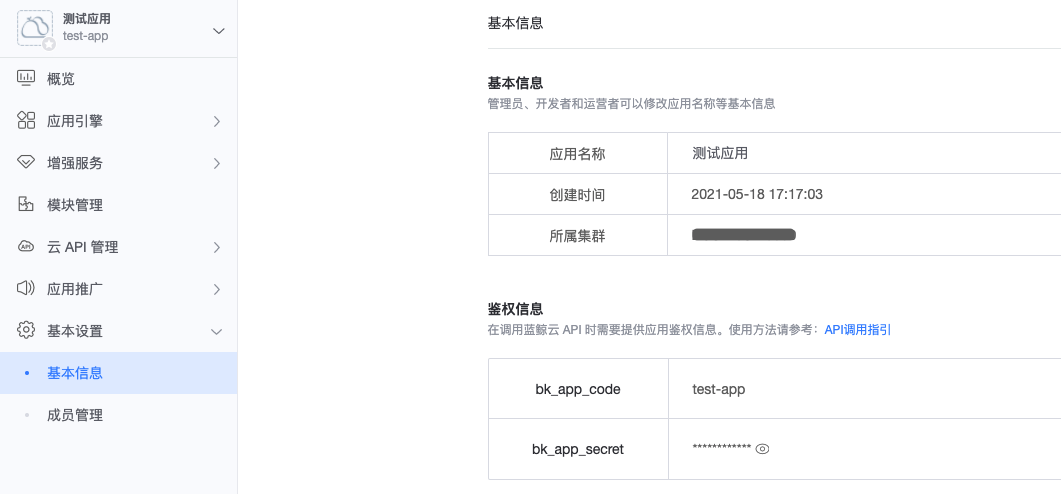 测试应用
test-app
概览
应用引擎
增强服务
模块管理
云 API 管理
应用推广
基本设置
基本信息
成员管理
基本信息
基本信息
管理员、开发者和运营者可以修改应用名称等基本信息
应用名称 测试应用
创建时间 2021-05-18 17:17:03
所属集群
鉴权信息
在调用蓝鲸云 API 时需要提供应用鉴权信息。使用方法请参考：API调用指引
bk_app_code test-app
bk_app_secret ************